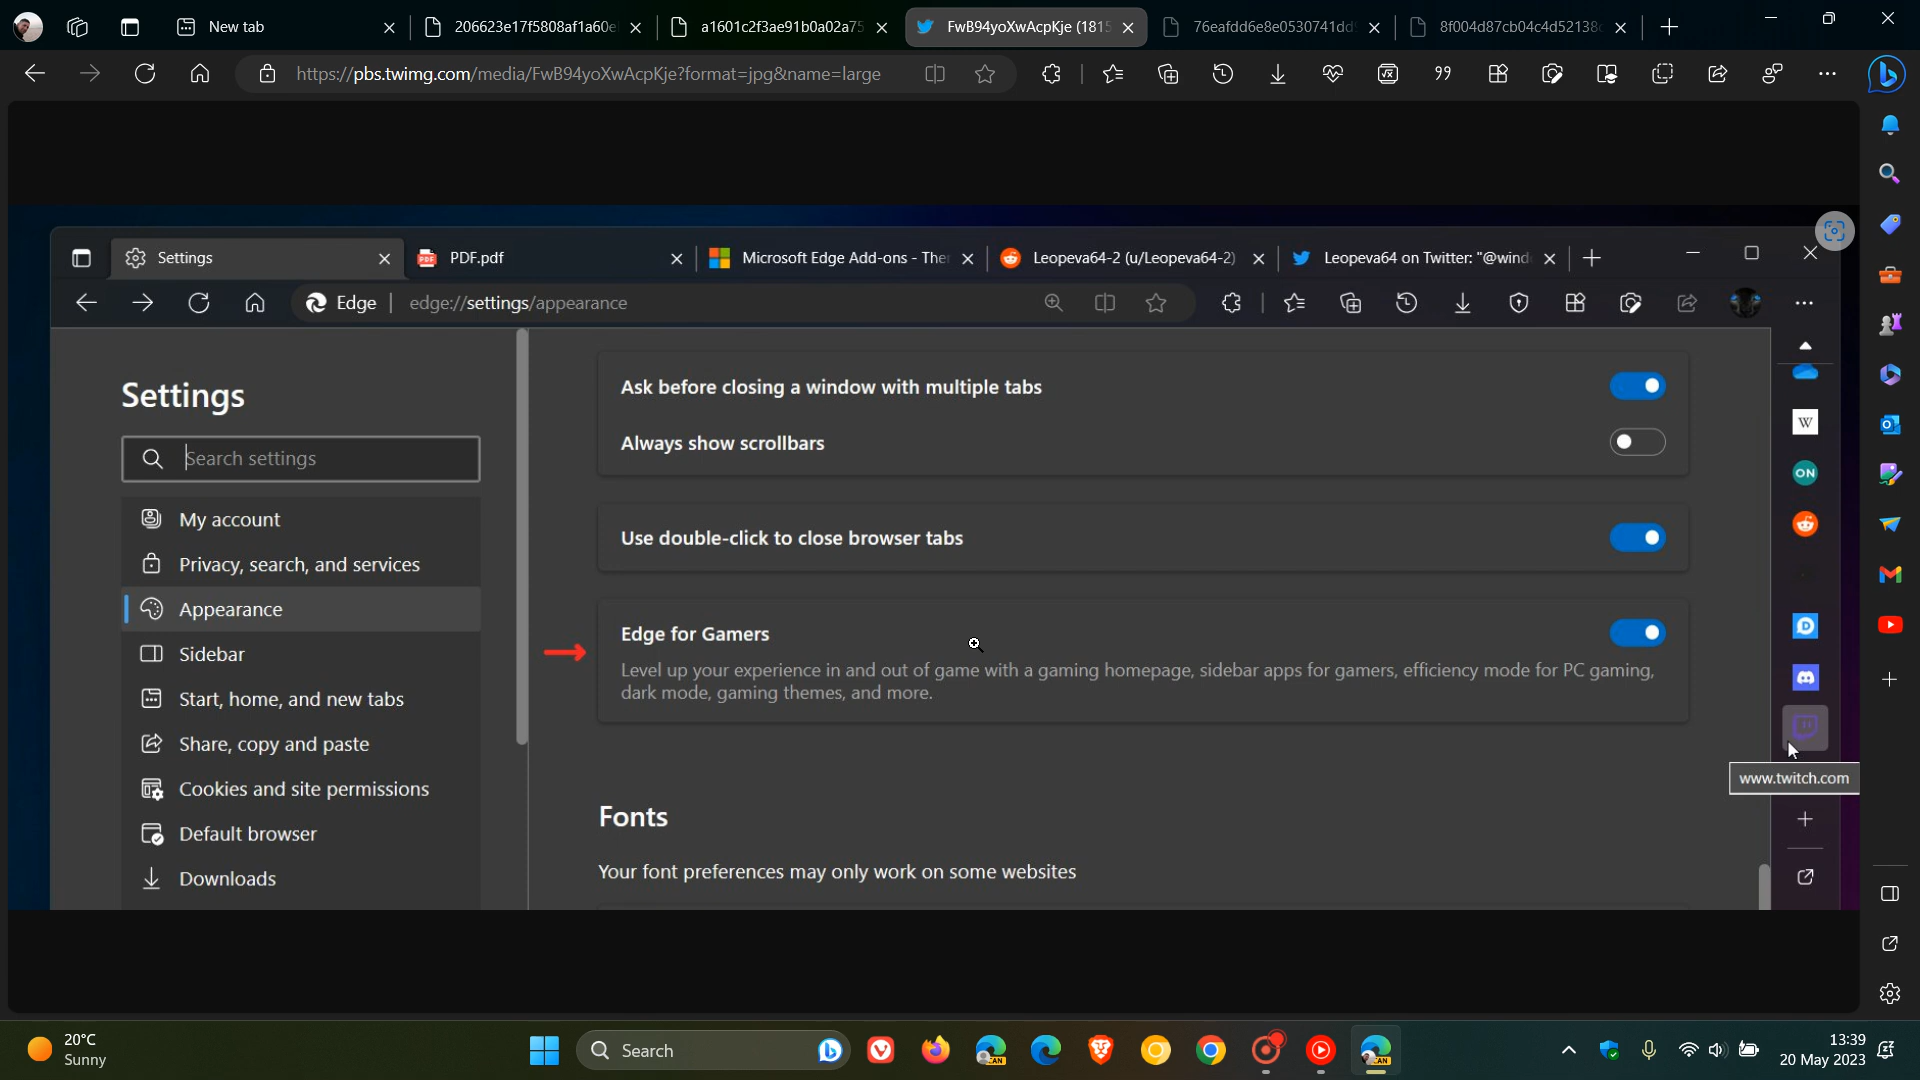 New tab
206623e17f5808af1a60e
a1601c2f3ae91b0a02a75
FwB94yoXwAcpKje (1815
76eafdd6e8e0530741dd
8f004d87cb04c4d52138
https://pbs.twimg.com/media/FwB94yoXwAcpKje?format=jpg&name=large
Settings
PDF.pdf
Microsoft Edge Add-ons - The
Leopeva64-2 (u/Leopeva64-2)
Leopeva64 on Twitter: "@wind
Edge
edge://settings/appearance
Settings
Search settings
My account
Privacy, search, and services
Appearance
Sidebar
Start, home, and new tabs
Share, copy and paste
Cookies and site permissions
Default browser
Downloads
Ask before closing a window with multiple tabs
Always show scrollbars
Use double-click to close browser tabs
Edge for Gamers
Level up your experience in and out of game with a gaming homepage, sidebar apps for gamers, efficiency mode for PC gaming,
dark mode, gaming themes, and more.
Fonts
Your font preferences may only work on some websites
W
ON
www.twitch.com
20°C
Sunny
Search
CAN
CAN
13:39
20 May 2023